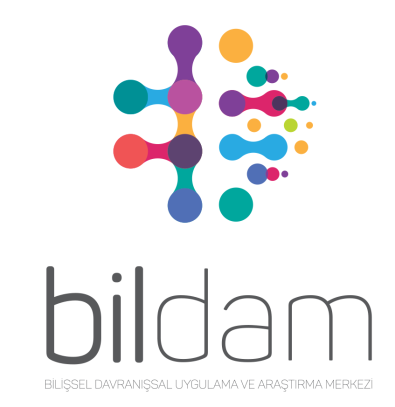 bildam
BİLİŞSEL DAVRANIŞSAL UYGULAMA VE ARAŞTIRMA MERKEZİ